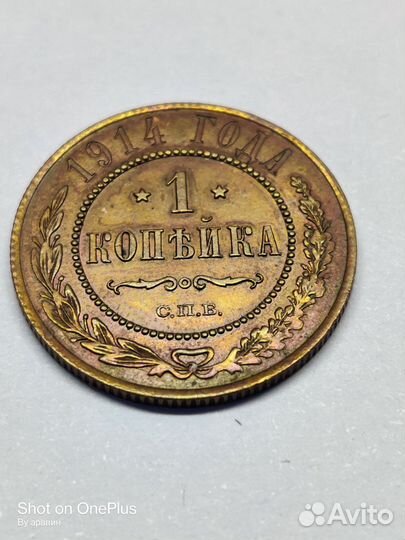 1914 ГОДА
* 1 *
КОПѢЙКА
С.П.Б.
Shot on OnePlus
By аравин
Avito